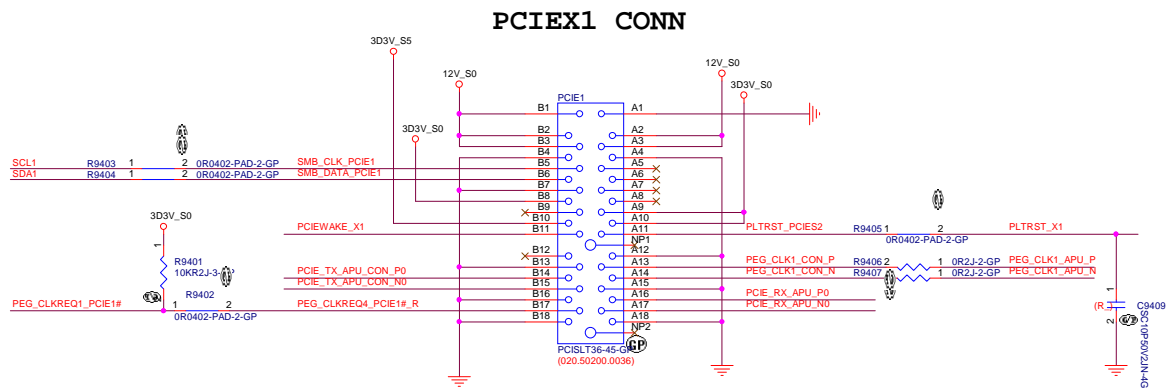 PCIEX1 CONN
3D3V_S5
12V_S0
3D3V_S0
12V_S0
3D3V_S0
PCIE1
B1 A1
B2 A2
B3 A3
B4 A4
B5 A5
B6 A6
B7 A7
B8 A8
B9 A9
B10 A10
B11 A11
NP1
B12 A12
B13 A13
B14 A14
B15 A15
B16 A16
B17 A17
B18 A18
NP2
PCISLT36-45-GP
(020.50200.0036)
GP
SCL1 R9403 1 2 0R0402-PAD-2-GP SMB_CLK_PCIE1
SDA1 R9404 1 2 0R0402-PAD-2-GP SMB_DATA_PCIE1
3D3V_S0
1
R9401
10KR2J-3-
PCIEWAKE_X1
PCIE_TX_APU_CON_P0
PCIE_TX_APU_CON_N0
R9402
PEG_CLKREQ1_PCIE1# 1 2 PEG_CLKREQ4_PCIE1#_R
0R0402-PAD-2-GP
PLTRST_PCIES2 R9405 1 2 PLTRST_X1
0R0402-PAD-2-GP
PEG_CLK1_CON_P R9406 2 1 0R2J-2-GP PEG_CLK1_APU_P
PEG_CLK1_CON_N R9407 1 0R2J-2-GP PEG_CLK1_APU_N
PCIE_RX_APU_P0
PCIE_RX_APU_N0
1
(R_) C9409
2
SC10P50V2JN-4G